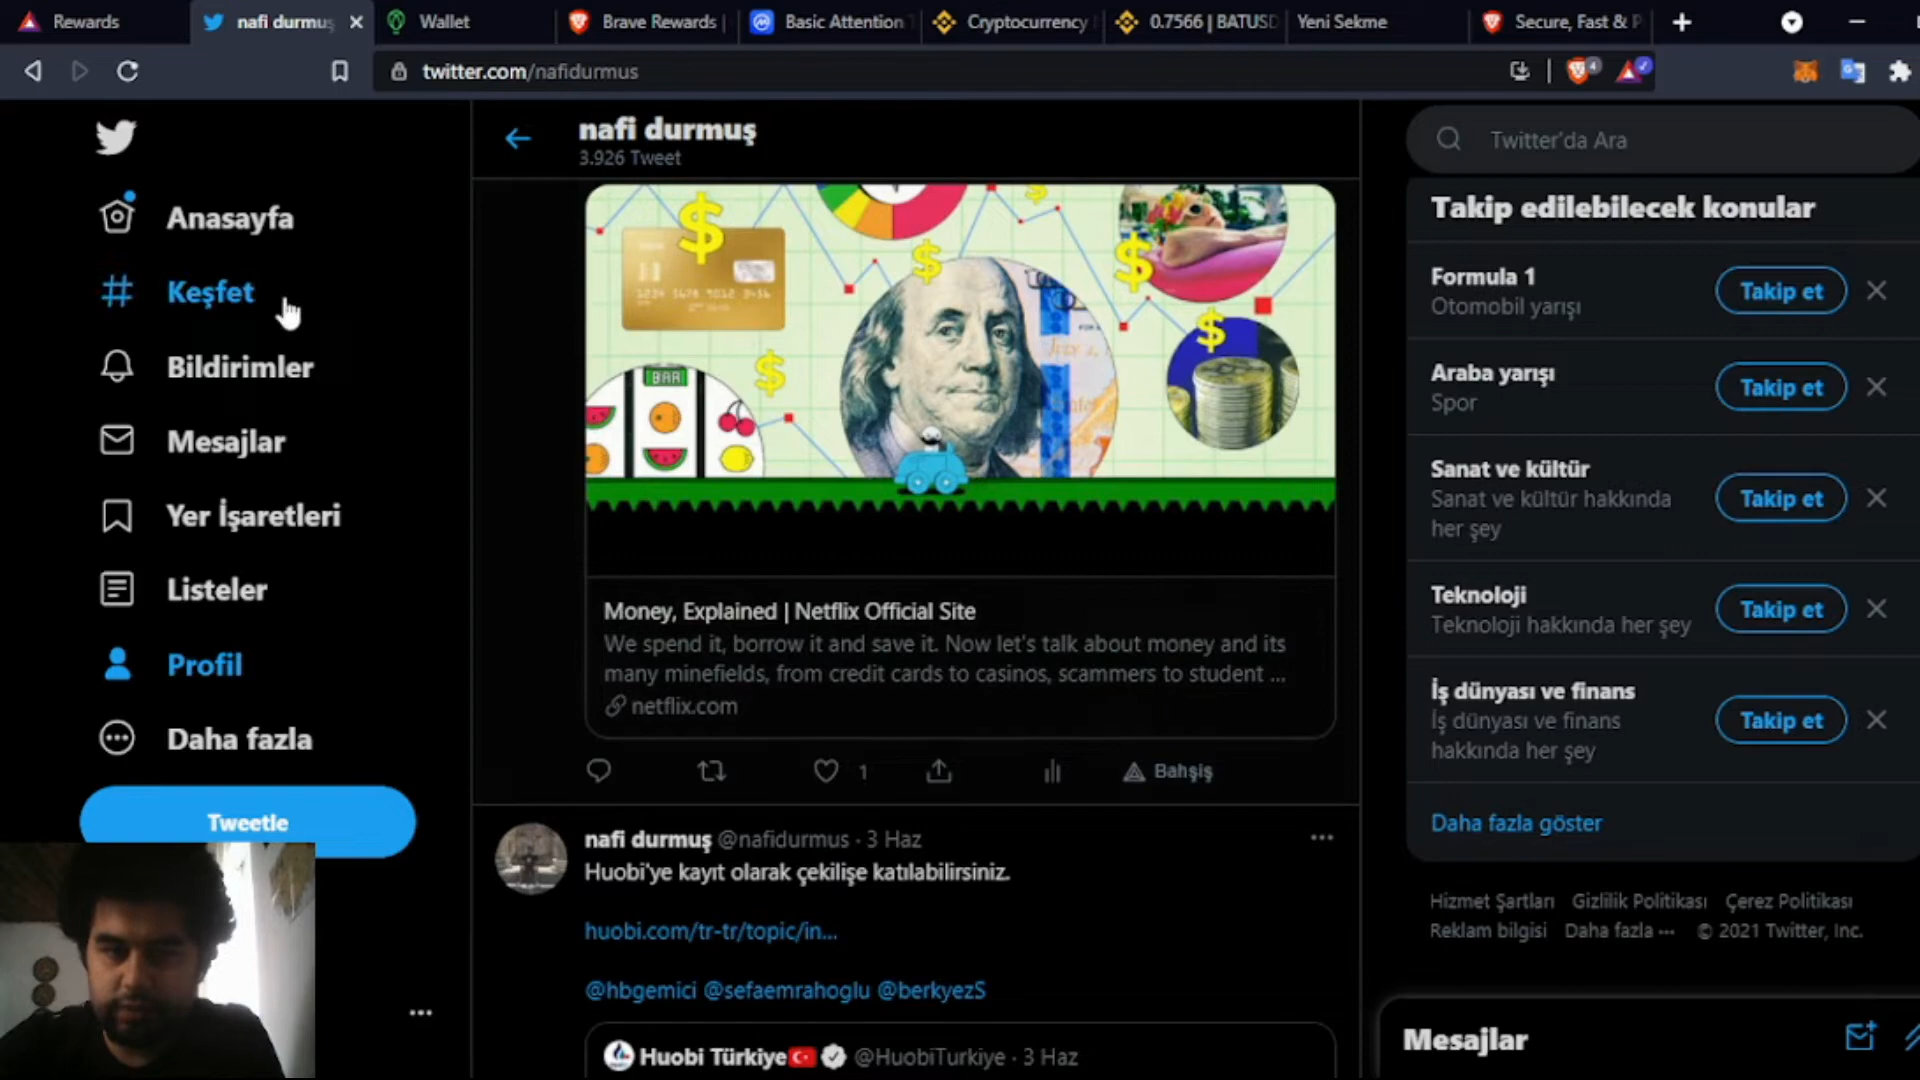 Rewards
nafi durmuş
Wallet
Brave Rewards |
Basic Attention
Cryptocurrency
0.7566 | BATUSD
Yeni Sekme
Secure, Fast & P
twitter.com/nafidurmus
4
Anasayfa
Keşfet
Bildirimler
Mesajlar
Yer İşaretleri
Listeler
Profil
Daha fazla
Tweetle
nafi durmuş
3.926 Tweet
BAR
1234 5678 9012 3456
Money, Explained | Netflix Official Site
We spend it, borrow it and save it. Now let's talk about money and its
many minefields, from credit cards to casinos, scammers to student ...
netflix.com
1
Bahşiş
nafi durmuş @nafidurmus · 3 Haz
Huobi'ye kayıt olarak çekilişe katılabilirsiniz.
huobi.com/tr-tr/topic/in...
@hbgemici @sefaemrahoglu @berkyezS
Huobi Türkiye @HuobiTurkiye · 3 Haz
Twitter'da Ara
Takip edilebilecek konular
Formula 1
Otomobil yarışı
Takip et
Araba yarışı
Spor
Takip et
Sanat ve kültür
Sanat ve kültür hakkında
her şey
Takip et
Teknoloji
Teknoloji hakkında her şey
Takip et
İş dünyası ve finans
İş dünyası ve finans
hakkında her şey
Takip et
Daha fazla göster
Hizmet Şartları Gizlilik Politikası Çerez Politikası
Reklam bilgisi Daha fazla ··· © 2021 Twitter, Inc.
Mesajlar